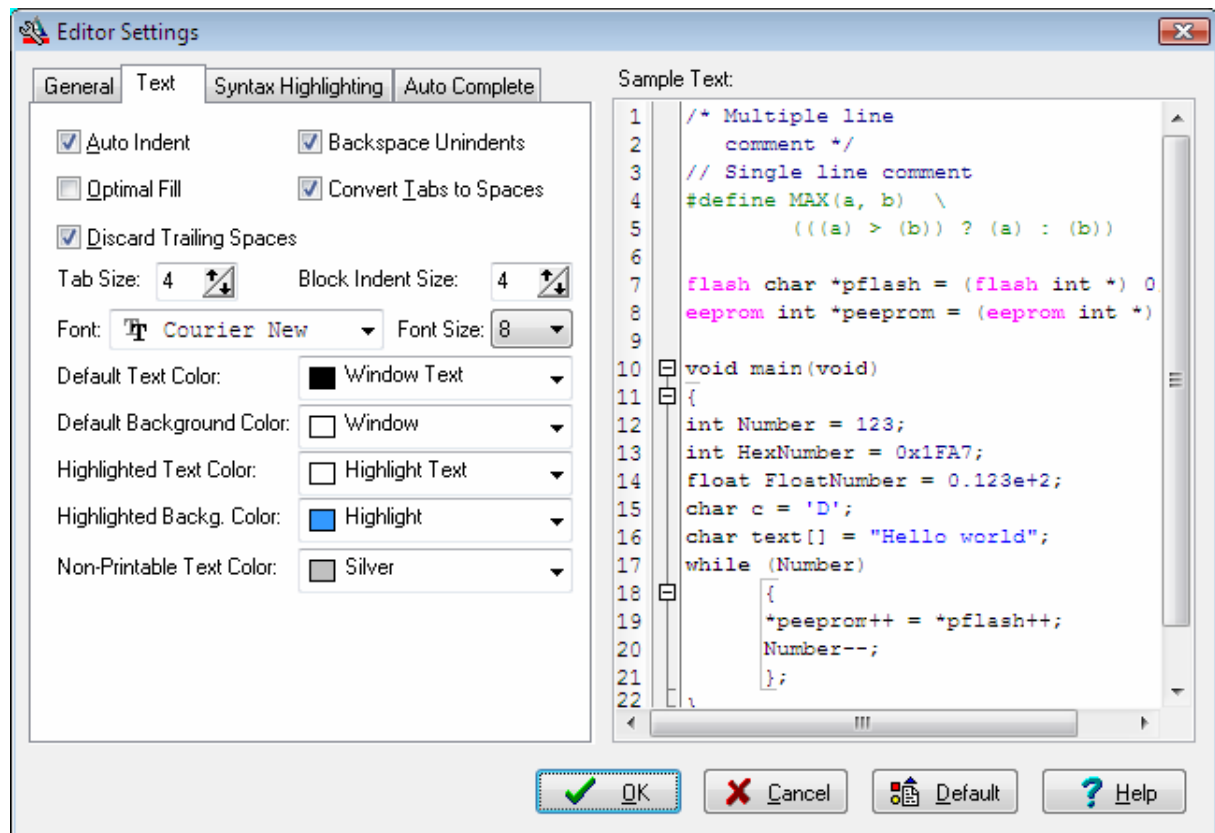 Editor Settings
General Text Syntax Highlighting Auto Complete
Auto Indent Backspace Unindents
Optimal Fill Convert Tabs to Spaces
Discard Trailing Spaces
Tab Size: 4 Block Indent Size: 4
Font: Courier New Font Size: 8
Default Text Color: Window Text
Default Background Color: Window
Highlighted Text Color: Highlight Text
Highlighted Backg. Color: Highlight
Non-Printable Text Color: Silver
Sample Text:
1 /* Multiple line
2 comment */
3 // Single line comment
4 #define MAX(a, b) \
5 (((a) > (b)) ? (a) : (b))
6
7 flash char *pflash = (flash int *) 0
8 eeprom int *peeprom = (eeprom int *)
9
10 void main(void)
11 {
12 int Number = 123;
13 int HexNumber = 0x1FA7;
14 float FloatNumber = 0.123e+2;
15 char c = 'D';
16 char text[] = "Hello world";
17 while (Number)
18 {
19 *peeprom++ = *pflash++;
20 Number--;
21 };
22
OK Cancel Default Help